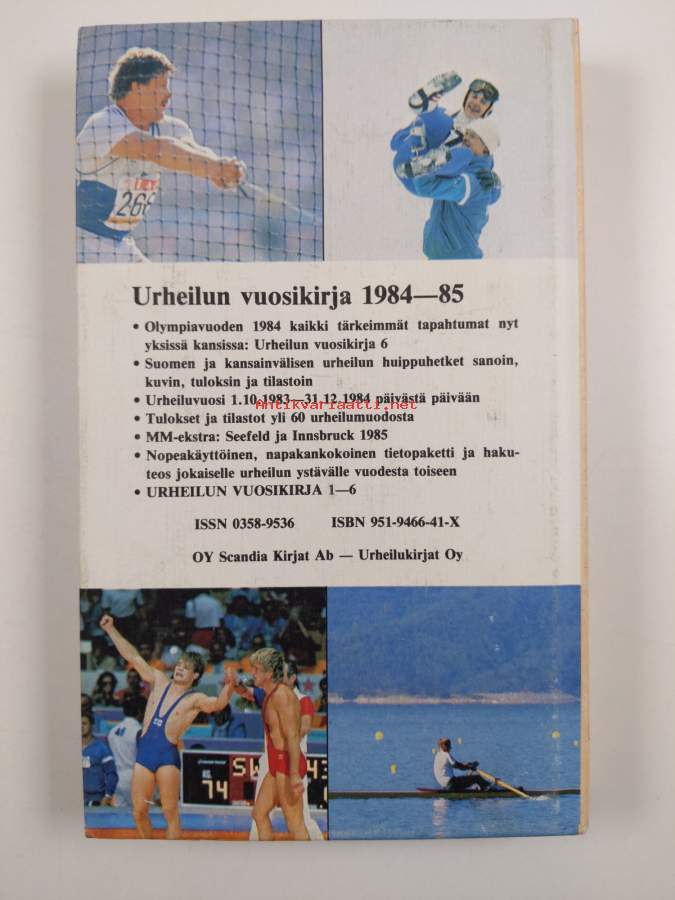 266
Urheilun vuosikirja 1984—85
• Olympiavuoden 1984 kaikki tärkeimmät tapahtumat nyt
yksissä kansissa: Urheilun vuosikirja 6
• Suomen ja kansainvälisen urheilun huippuhetket sanoin,
kuvin, tuloksin ja tilastoin
• Urheiluvuosi 1.10.1983—31.12.1984 päivästä päivään
Antikvariaatti.net
• Tulokset ja tilastot yli 60 urheilumuodosta
• MM-ekstra: Seefeld ja Innsbruck 1985
• Nopeakäyttöinen, napakankokoinen tietopaketti ja haku-
teos jokaiselle urheilun ystävälle vuodesta toiseen
• URHEILUN VUOSIKIRJA 1—6
ISSN 0358-9536 ISBN 951-9466-41-X
OY Scandia Kirjat Ab — Urheilukirjat Oy
KG.
74